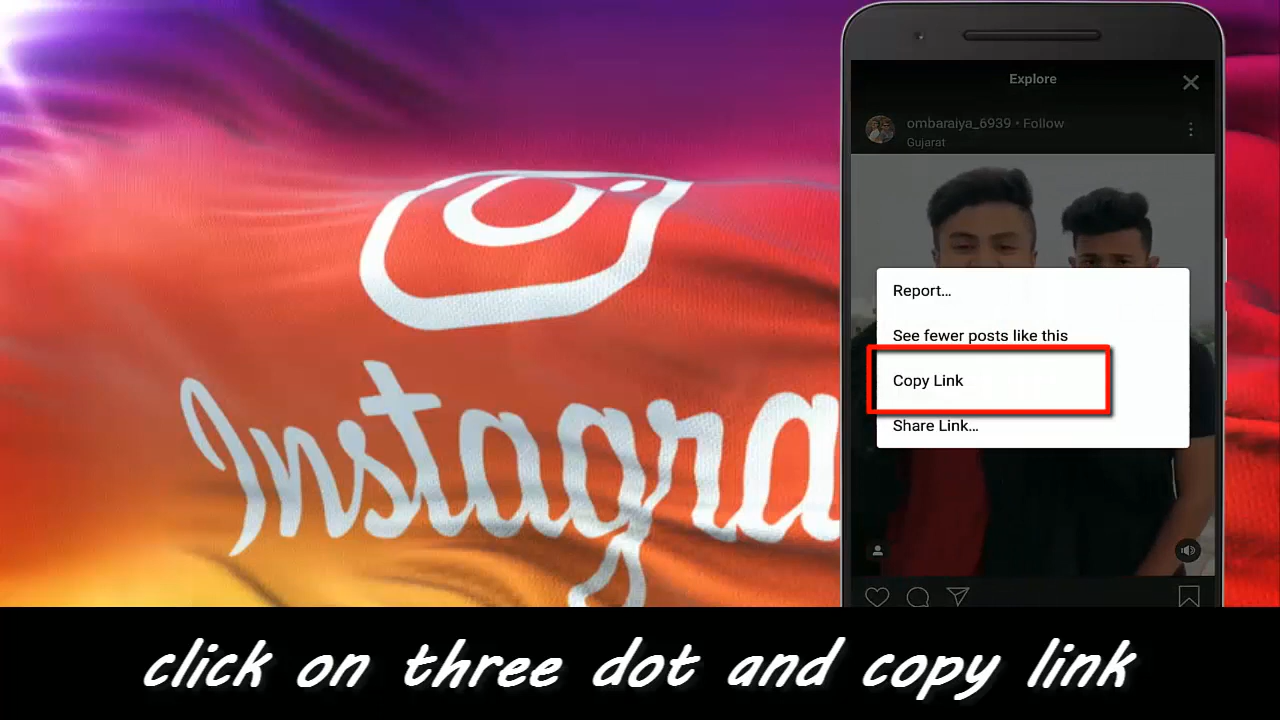 Instagra
Explore
ombaraiya_6939 • Follow
Gujarat
Report...
See fewer posts like this
Copy Link
Share Link...
click on three dot and copy link